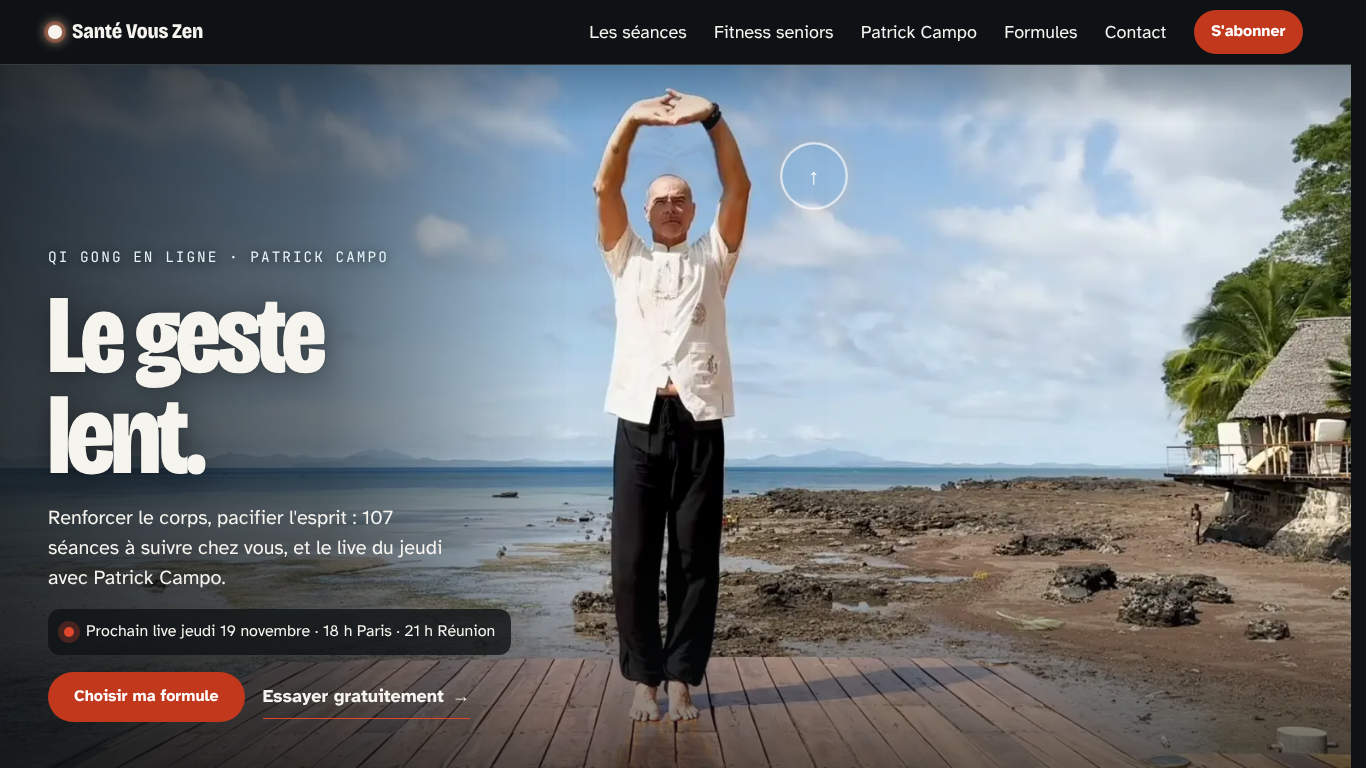 Santé Vous Zen
Les séances
Fitness seniors
Patrick Campo
Formules
Contact
S'abonner
↑
QI GONG EN LIGNE · PATRICK CAMPO
Le geste
lent.
Renforcer le corps, pacifier l'esprit : 107
séances à suivre chez vous, et le live du jeudi
avec Patrick Campo.
Prochain live jeudi 19 novembre · 18 h Paris · 21 h Réunion
Choisir ma formule
Essayer gratuitement →